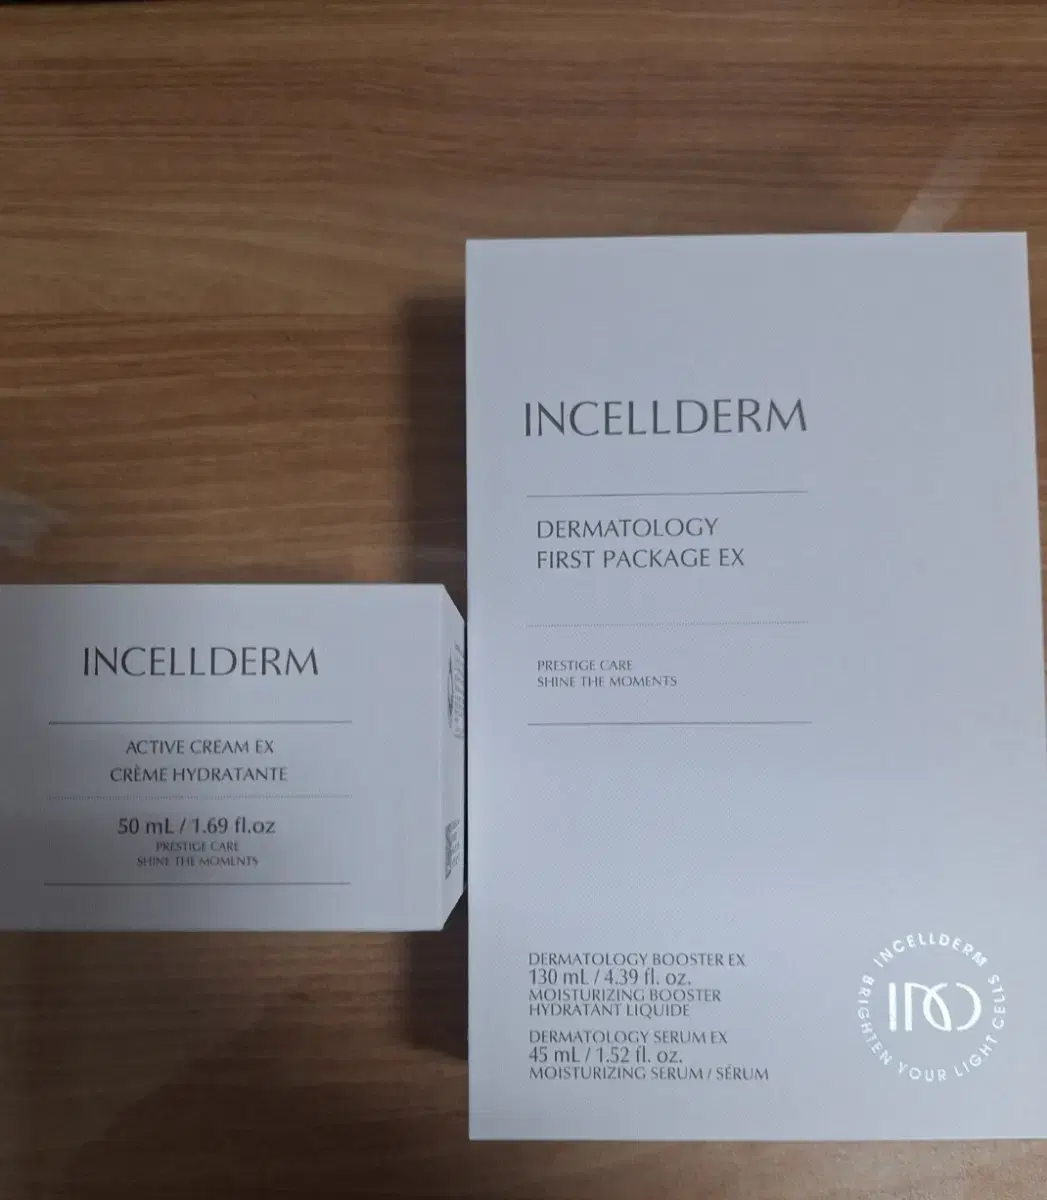 INCELLDERM
ACTIVE CREAM EX
CRÈME HYDRATANTE
50 mL / 1.69 fl.oz
PRESTIGE CARE
SHINE THE MOMENTS
INCELLDERM
DERMATOLOGY
FIRST PACKAGE EX
PRESTIGE CARE
SHINE THE MOMENTS
DERMATOLOGY BOOSTER EX
130 mL / 4.39 fl. oz.
MOISTURIZING BOOSTER
HYDRATANT LIQUIDE
DERMATOLOGY SERUM EX
45 mL / 1.52 fl. oz.
MOISTURIZING SERUM / SÉRUM
INCELLDERM CELLS LIGHT YOUR BRIGHTEN